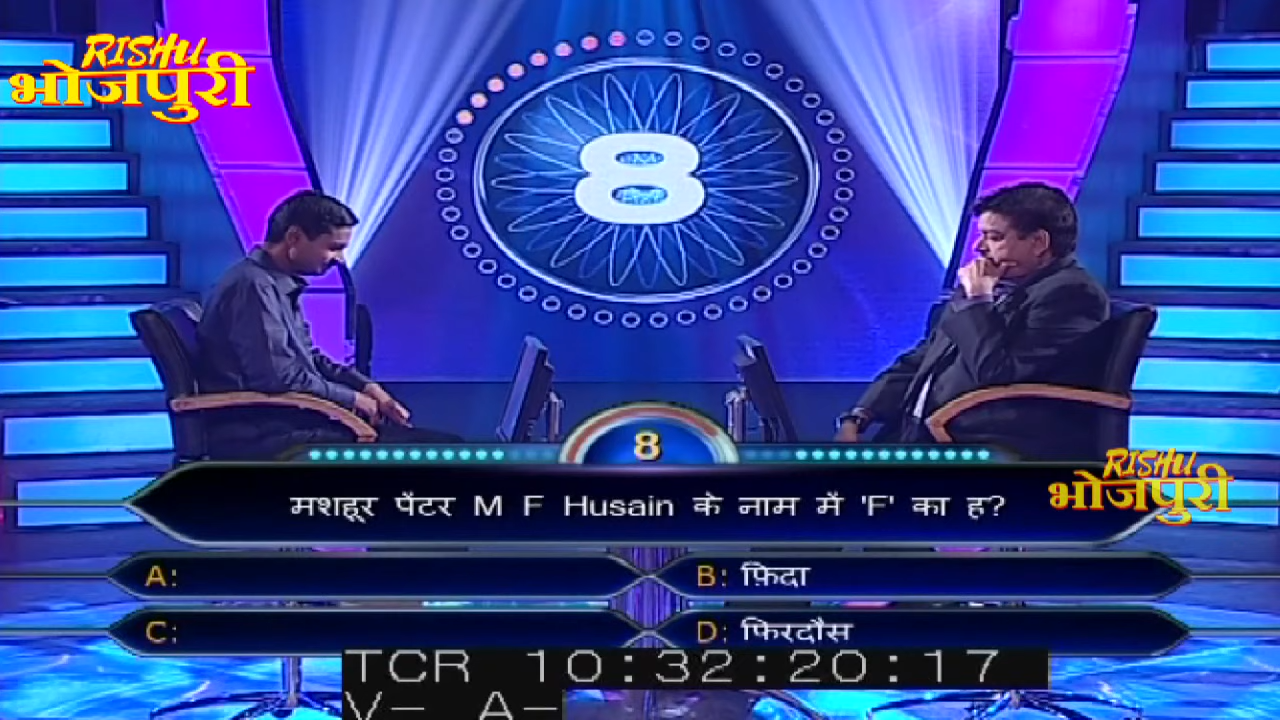 RISHU
भोजपुरी
8
8
मशहूर पेंटर M F Husain के नाम में 'F' का ह?
RISHU
भोजपुरी
A:
B: फ़िदा
C:
D: फिरदौस
TCR 10:32:20:17
V- A-